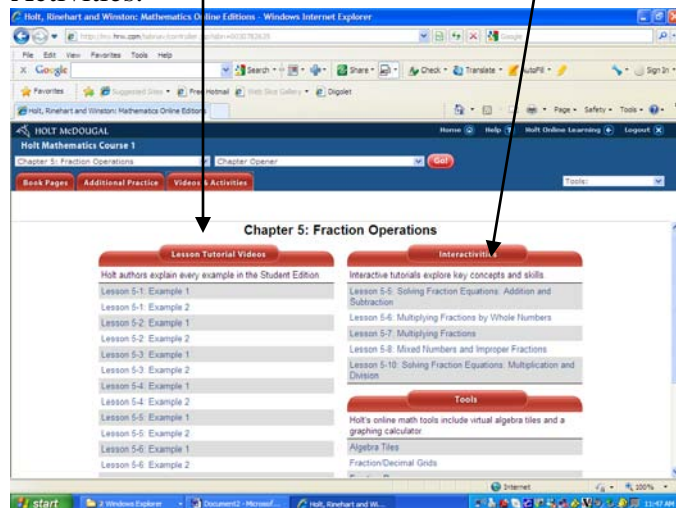 Activities.
Holt, Rinehart and Winston: Mathematics Online Editions - Windows Internet Explorer
File Edit View Favorites Tools Help
X Google Search Share Check Translate AutoFill Sign In
Favorites Suggested Sites Free Hotmail Web Slice Gallery Digolet
Holt, Rinehart and Winston: Mathematics Online Editions Page Safety Tools
HOLT McDOUGAL Home Help Holt Online Learning Logout
Holt Mathematics Course 1
Chapter 5: Fraction Operations Chapter Opener Go!
Book Pages Additional Practice Videos & Activities Tools:
Chapter 5: Fraction Operations
Lesson Tutorial Videos
Holt authors explain every example in the Student Edition
Lesson 5-1: Example 1
Lesson 5-1: Example 2
Lesson 5-2: Example 1
Lesson 5-2: Example 2
Lesson 5-3: Example 1
Lesson 5-3: Example 2
Lesson 5-4: Example 1
Lesson 5-4: Example 2
Lesson 5-5: Example 1
Lesson 5-5: Example 2
Lesson 5-6: Example 1
Lesson 5-6: Example 2
Interactivities
Interactive tutorials explore key concepts and skills
Lesson 5-5: Solving Fraction Equations: Addition and
Subtraction
Lesson 5-6: Multiplying Fractions by Whole Numbers
Lesson 5-7: Multiplying Fractions
Lesson 5-8: Mixed Numbers and Improper Fractions
Lesson 5-10: Solving Fraction Equations: Multiplication and
Division
Tools
Holt's online math tools include virtual algebra tiles and a
graphing calculator
Algebra Tiles
Fraction/Decimal Grids
Internet 100%
start 2 Windows Explorer Document2 - Microsof... Holt, Rinehart and Wi... 11:47 AM